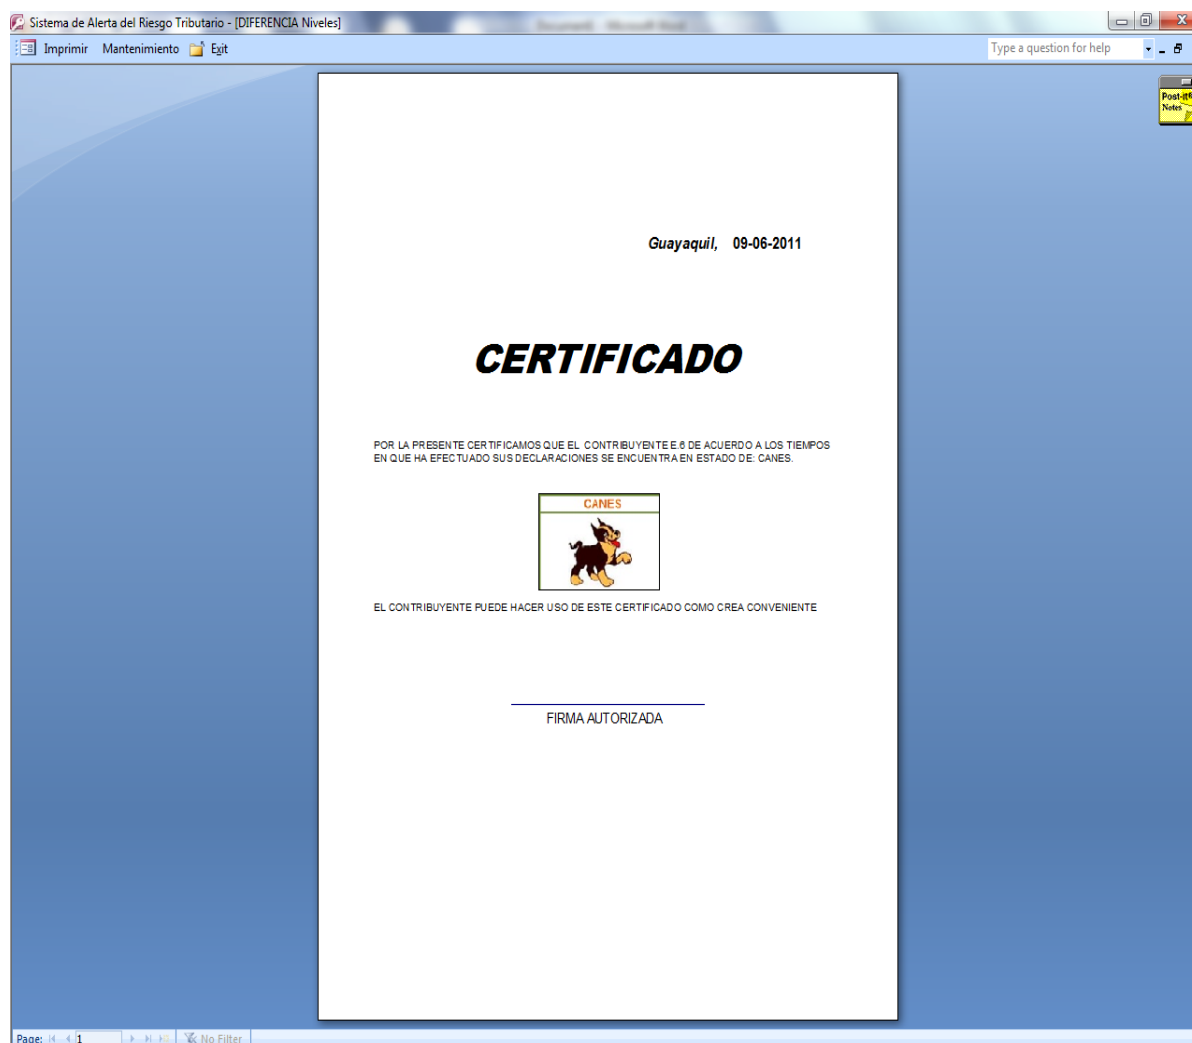 Sistema de Alerta del Riesgo Tributario - [DIFERENCIA Niveles]
Imprimir Mantenimiento Exit Type a question for help
Post-it®
Notes
Guayaquil, 09-06-2011
CERTIFICADO
POR LA PRESENTE CERTIFICAMOS QUE EL CONTRIBUYENTE E.6 DE ACUERDO A LOS TIEMPOS
EN QUE HA EFECTUADO SUS DECLARACIONES SE ENCUENTRA EN ESTADO DE: CANES.
CANES
EL CONTRIBUYENTE PUEDE HACER USO DE ESTE CERTIFICADO COMO CREA CONVENIENTE
FIRMA AUTORIZADA
Page: 1 No Filter